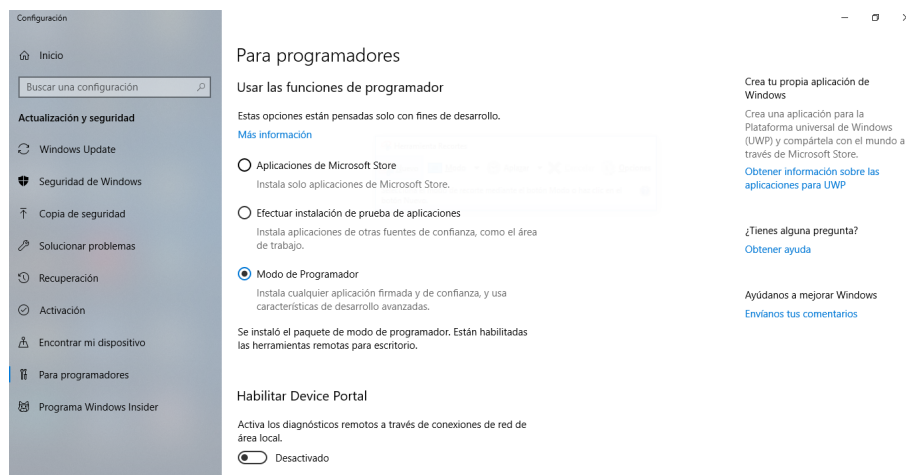 Configuración
Inicio
Buscar una configuración
Actualización y seguridad
Windows Update
Seguridad de Windows
Copia de seguridad
Solucionar problemas
Recuperación
Activación
Encontrar mi dispositivo
Para programadores
Programa Windows Insider
Para programadores
Usar las funciones de programador
Estas opciones están pensadas solo con fines de desarrollo.
Más información
Aplicaciones de Microsoft Store
Instala solo aplicaciones de Microsoft Store.
Efectuar instalación de prueba de aplicaciones
Instala aplicaciones de otras fuentes de confianza, como el área
de trabajo.
Modo de Programador
Instala cualquier aplicación firmada y de confianza, y usa
características de desarrollo avanzadas.
Se instaló el paquete de modo de programador. Están habilitadas
las herramientas remotas para escritorio.
Habilitar Device Portal
Activa los diagnósticos remotos a través de conexiones de red de
área local.
Desactivado
Crea tu propia aplicación de
Windows
Crea una aplicación para la
Plataforma universal de Windows
(UWP) y compártela con el mundo a
través de Microsoft Store.
Obtener información sobre las
aplicaciones para UWP
¿Tienes alguna pregunta?
Obtener ayuda
Ayúdanos a mejorar Windows
Envíanos tus comentarios